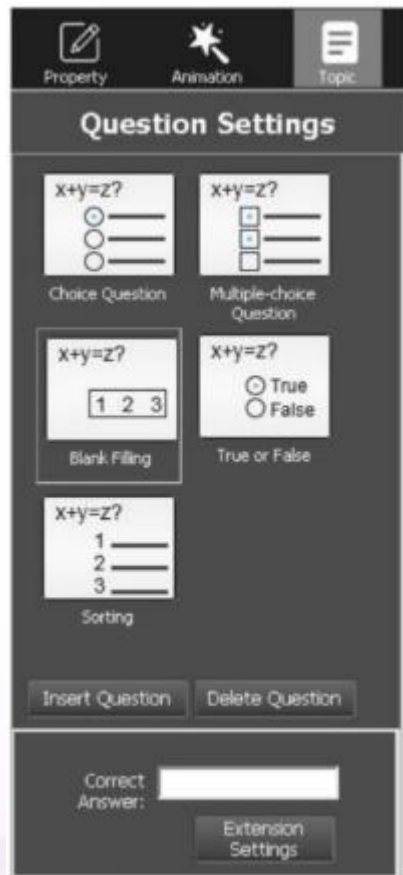 Property Animation Topic
Question Settings
x+y=z? x+y=z?
Choice Question Multiple-choice
Question
x+y=z? x+y=z?
1 2 3 True
False
Blank Filling True or False
x+y=z?
1
2
3
Sorting
Insert Question Delete Question
Correct
Answer:
Extension
Settings